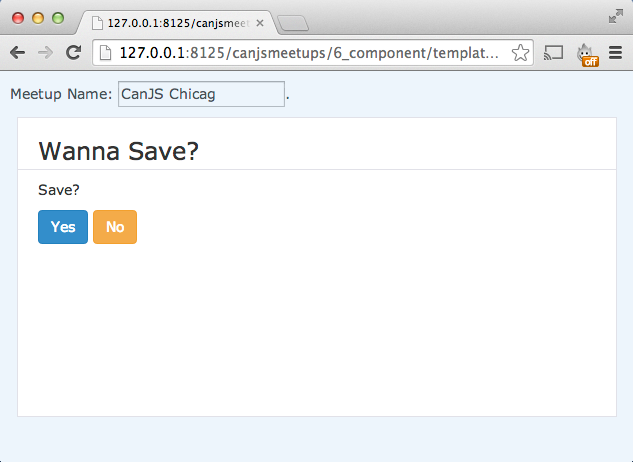 127.0.0.1:8125/canjsmeet
127.0.0.1:8125/canjsmeetups/6_component/templat...
off
Meetup Name: CanJS Chicag.
Wanna Save?
Save?
Yes No